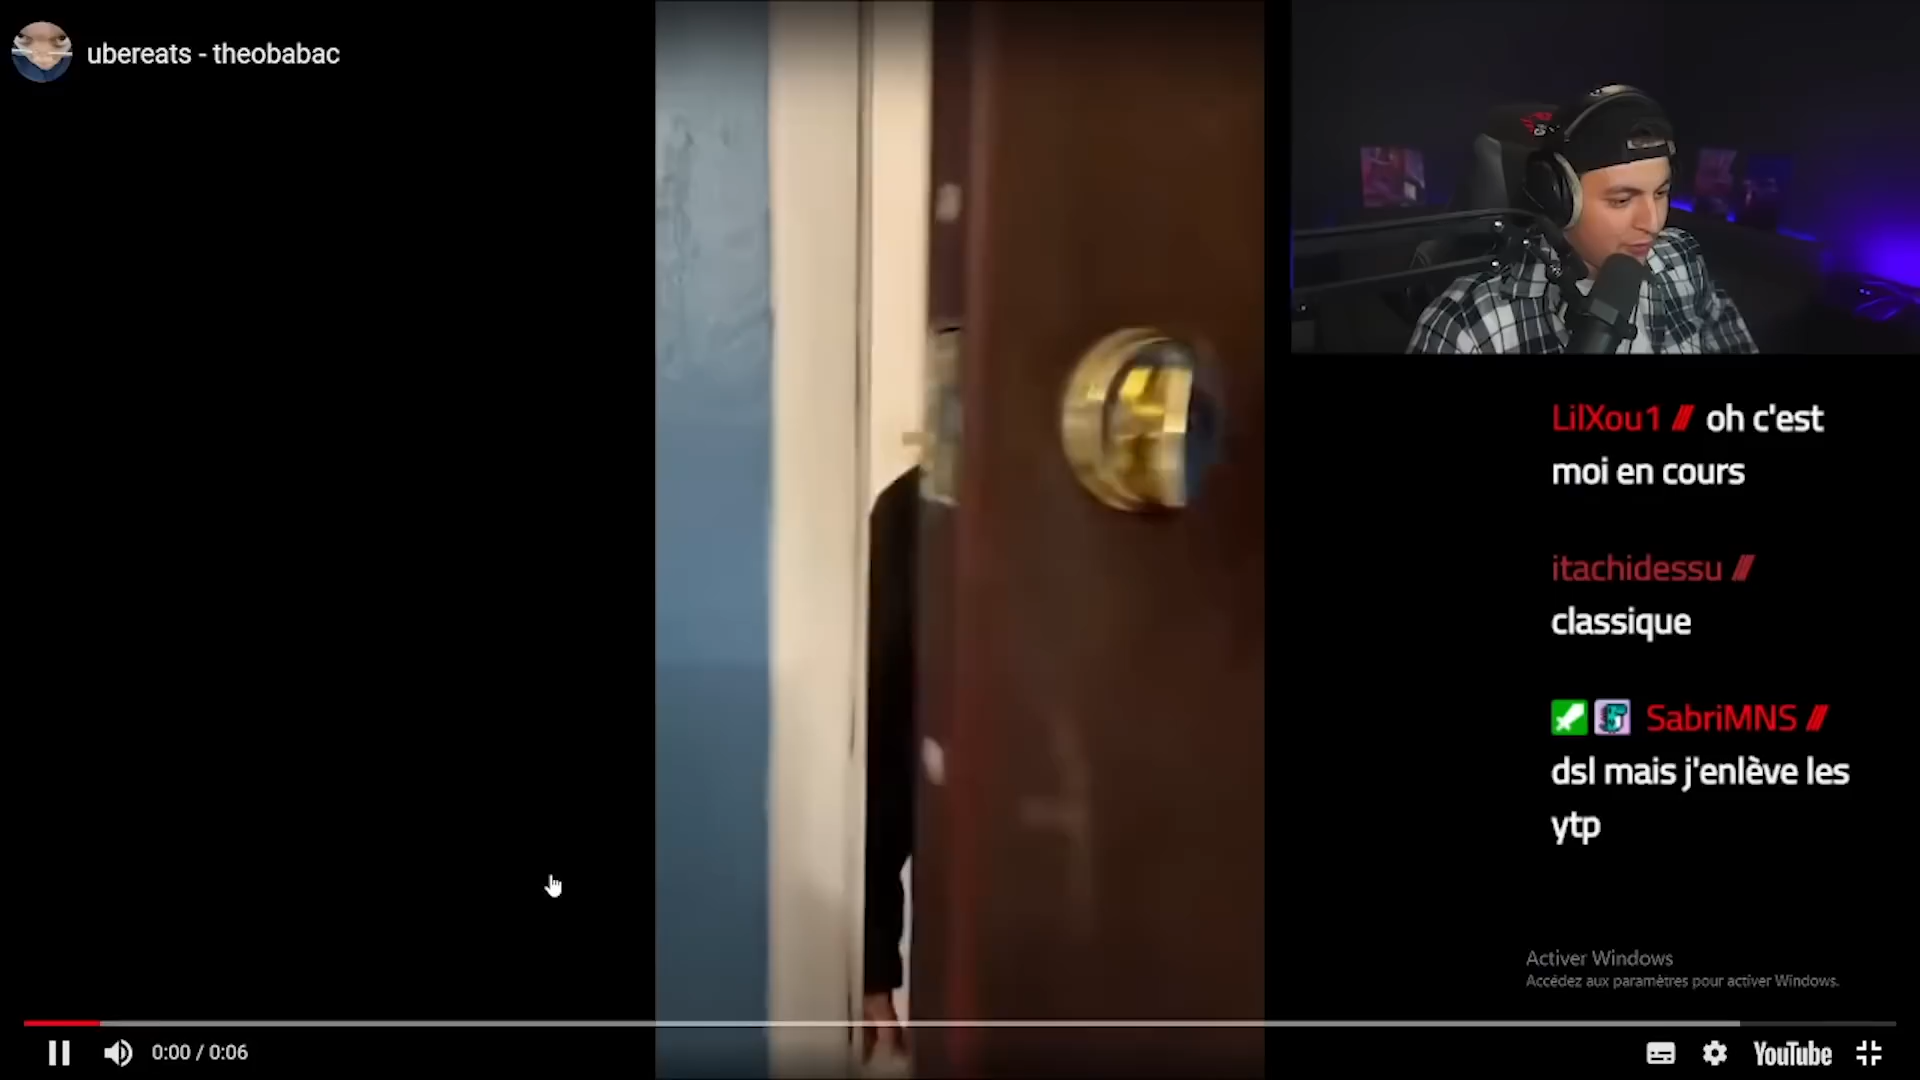 ubereats - theobabac
LilXou1 /// oh c'est
moi en cours
itachidessu ///
classique
SabriMNS ///
dsl mais j'enlève les
ytp
Activer Windows
Accédez aux paramètres pour activer Windows.
0:00 / 0:06
YouTube